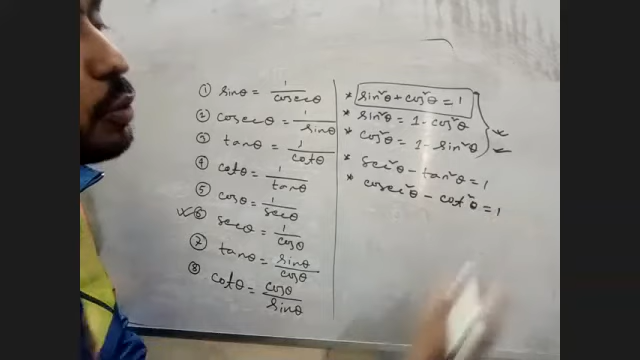 ① sinθ = 1/cosecθ
② cosecθ = 1/sinθ
③ tanθ = 1/cotθ
④ cotθ = 1/tanθ
⑤ cosθ = 1/secθ
⑥ secθ = 1/cosθ
⑦ tanθ = sinθ/cosθ
⑧ cotθ = cosθ/sinθ
* sin²θ + cos²θ = 1
* sin²θ = 1 - cos²θ
* cos²θ = 1 - sin²θ
* sec²θ - tan²θ = 1
* cosec²θ - cot²θ = 1